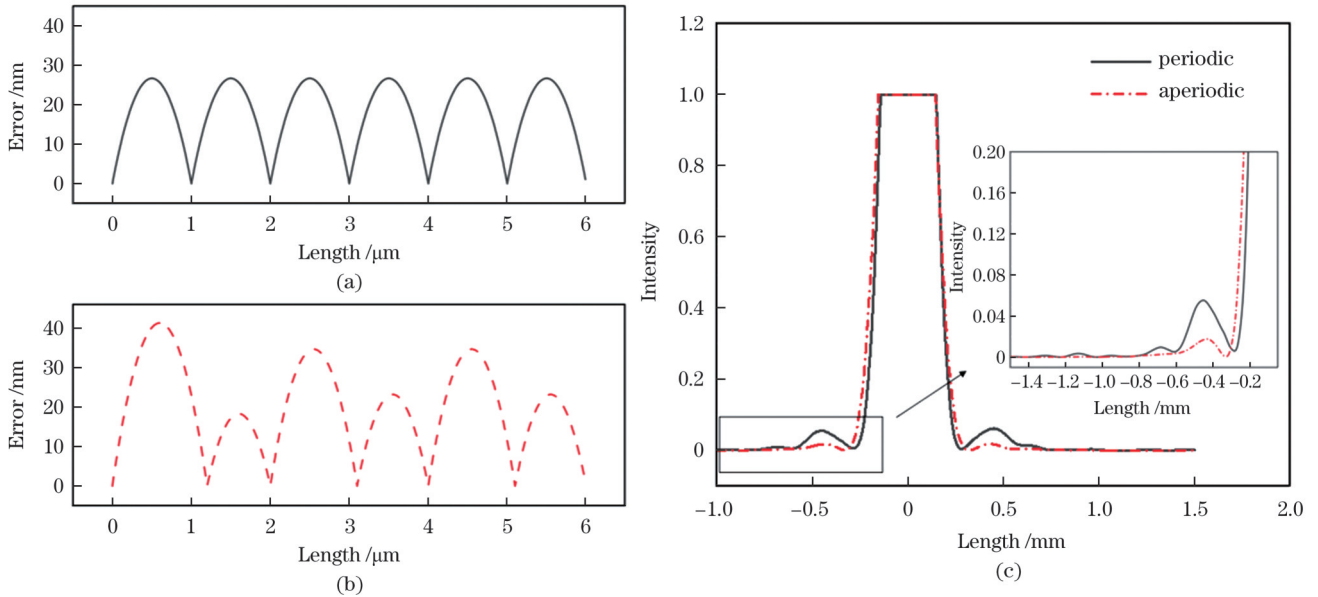 40
30
20
10
0
Error /nm
0 1 2 3 4 5 6
Length /μm
(a)
40
30
20
10
0
Error /nm
0 1 2 3 4 5 6
Length /μm
(b)
1.2
1.0
0.8
0.6
0.4
0.2
0
Intensity
periodic
aperiodic
0.20
0.16
0.12
0.08
0.04
0
Intensity
−1.4 −1.2 −1.0 −0.8 −0.6 −0.4 −0.2
Length /mm
−1.0 −0.5 0 0.5 1.0 1.5 2.0
Length /mm
(c)